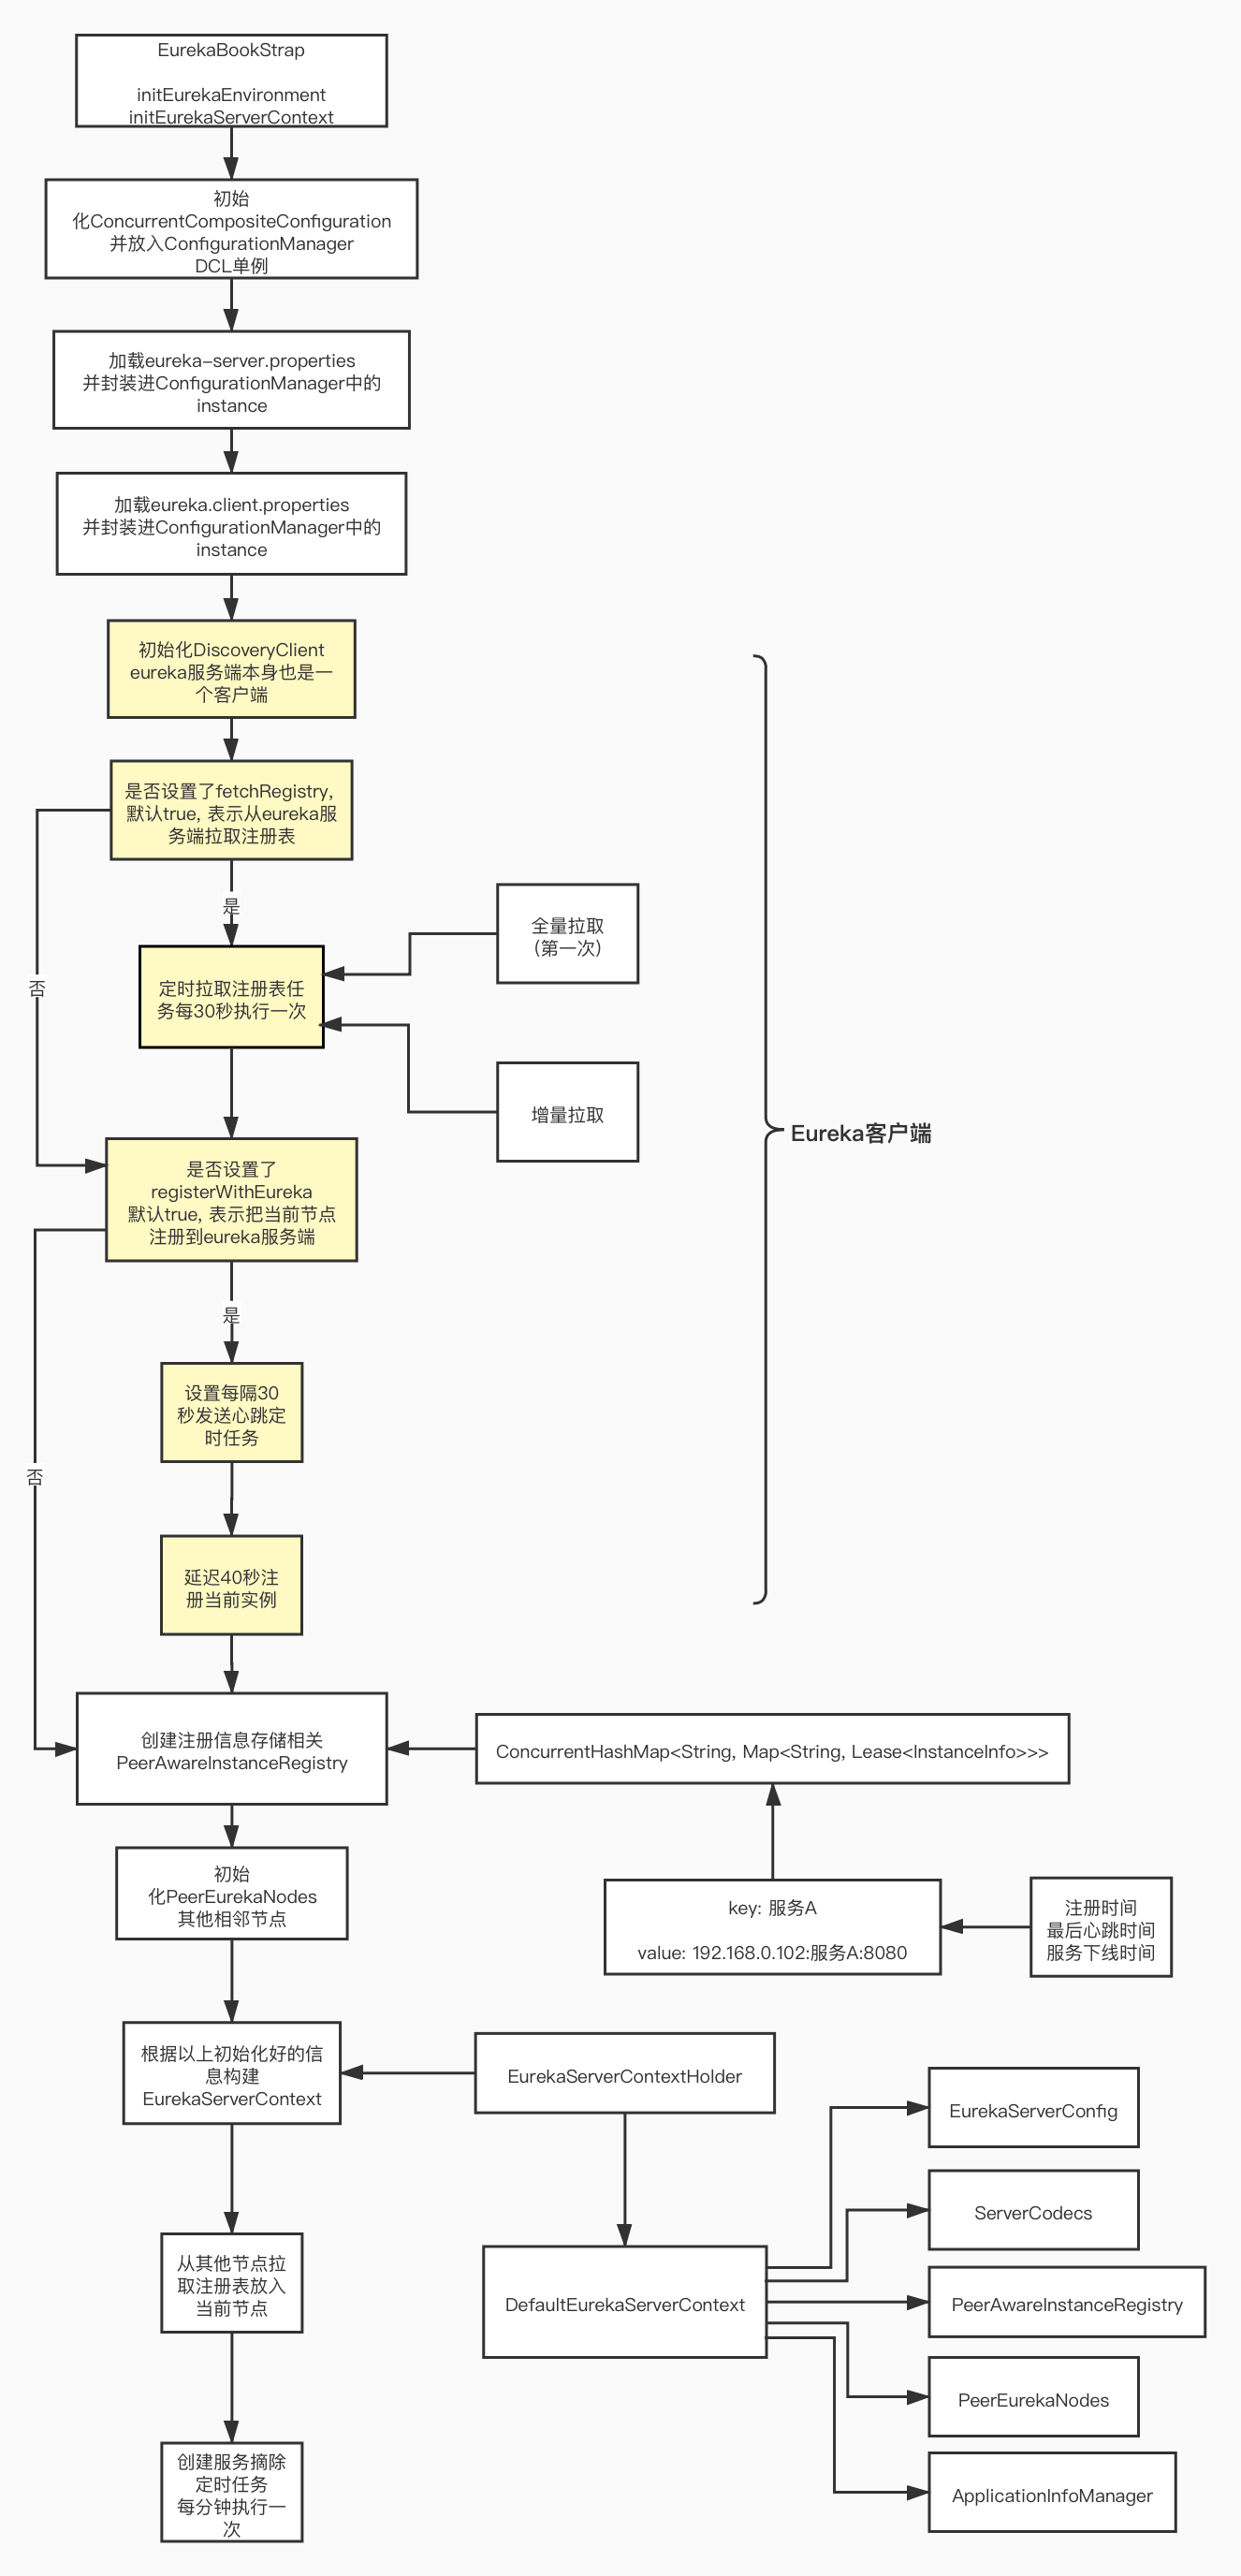 EurekaBookStrap
initEurekaEnvironment
initEurekaServerContext
初始
化ConcurrentCompositeConfiguration
并放入ConfigurationManager
DCL单例
加载eureka-server.properties
并封装进ConfigurationManager中的
instance
加载eureka.client.properties
并封装进ConfigurationManager中的
instance
初始化DiscoveryClient
eureka服务端本身也是一
个客户端
是否设置了fetchRegistry,
默认true, 表示从eureka服
务端拉取注册表
是
否
全量拉取
(第一次)
定时拉取注册表任
务每30秒执行一次
增量拉取
Eureka客户端
是否设置了
registerWithEureka
默认true, 表示把当前节点
注册到eureka服务端
是
否
设置每隔30
秒发送心跳定
时任务
延迟40秒注
册当前实例
创建注册信息存储相关
PeerAwareInstanceRegistry
ConcurrentHashMap<String, Map<String, Lease<InstanceInfo>>>
初始
化PeerEurekaNodes
其他相邻节点
key: 服务A
value: 192.168.0.102:服务A:8080
注册时间
最后心跳时间
服务下线时间
根据以上初始化好的信
息构建
EurekaServerContext
EurekaServerContextHolder
EurekaServerConfig
ServerCodecs
从其他节点拉
取注册表放入
当前节点
DefaultEurekaServerContext
PeerAwareInstanceRegistry
PeerEurekaNodes
创建服务摘除
定时任务
每分钟执行一
次
ApplicationInfoManager